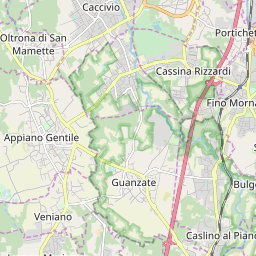 Caccivio
Oltrona di San
Mamette
Portichet
Cassina Rizzardi
Fino Morna
Appiano Gentile
Guanzate
Bulg
Veniano
Caslino al Piano